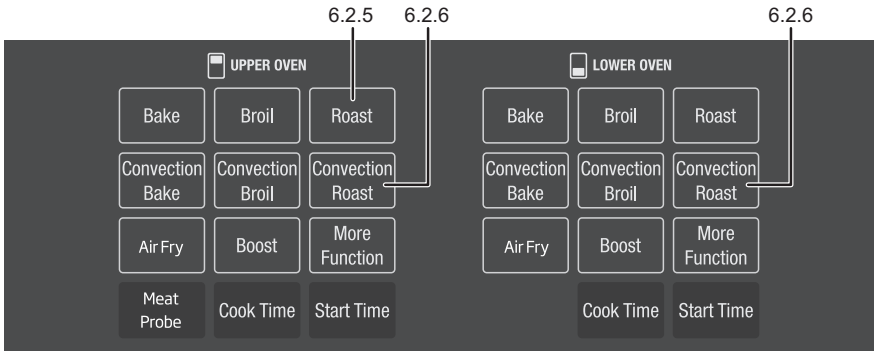 6.2.5 6.2.6 6.2.6
UPPER OVEN LOWER OVEN
Bake Broil Roast Bake Broil Roast
Convection Convection Convection Convection Convection Convection
Bake Broil Roast Bake Broil Roast
Air Fry Boost More Function Air Fry Boost More Function
Meat Probe Cook Time Start Time Cook Time Start Time